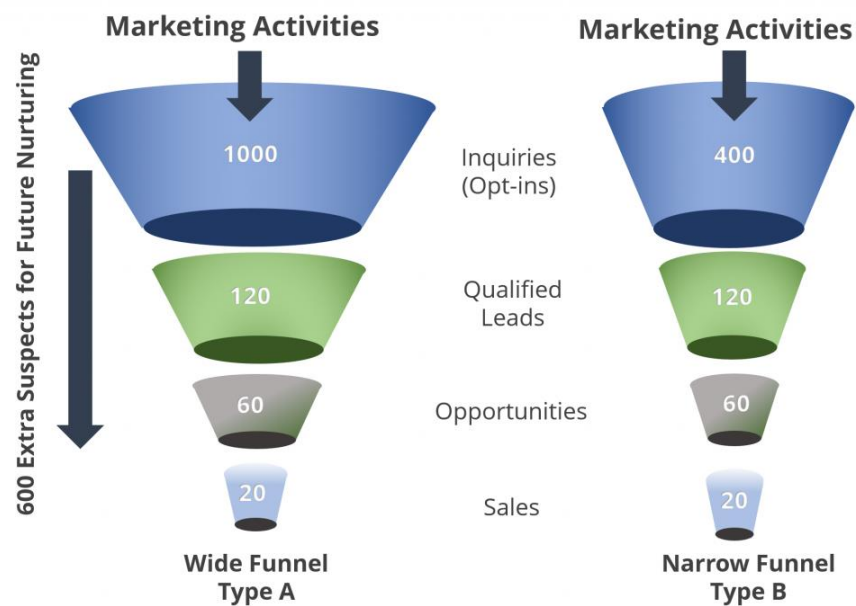 Marketing Activities
Marketing Activities
600 Extra Suspects for Future Nurturing
1000
Inquiries
(Opt-ins)
400
120
Qualified
Leads
120
60
Opportunities
60
20
Sales
20
Wide Funnel
Type A
Narrow Funnel
Type B